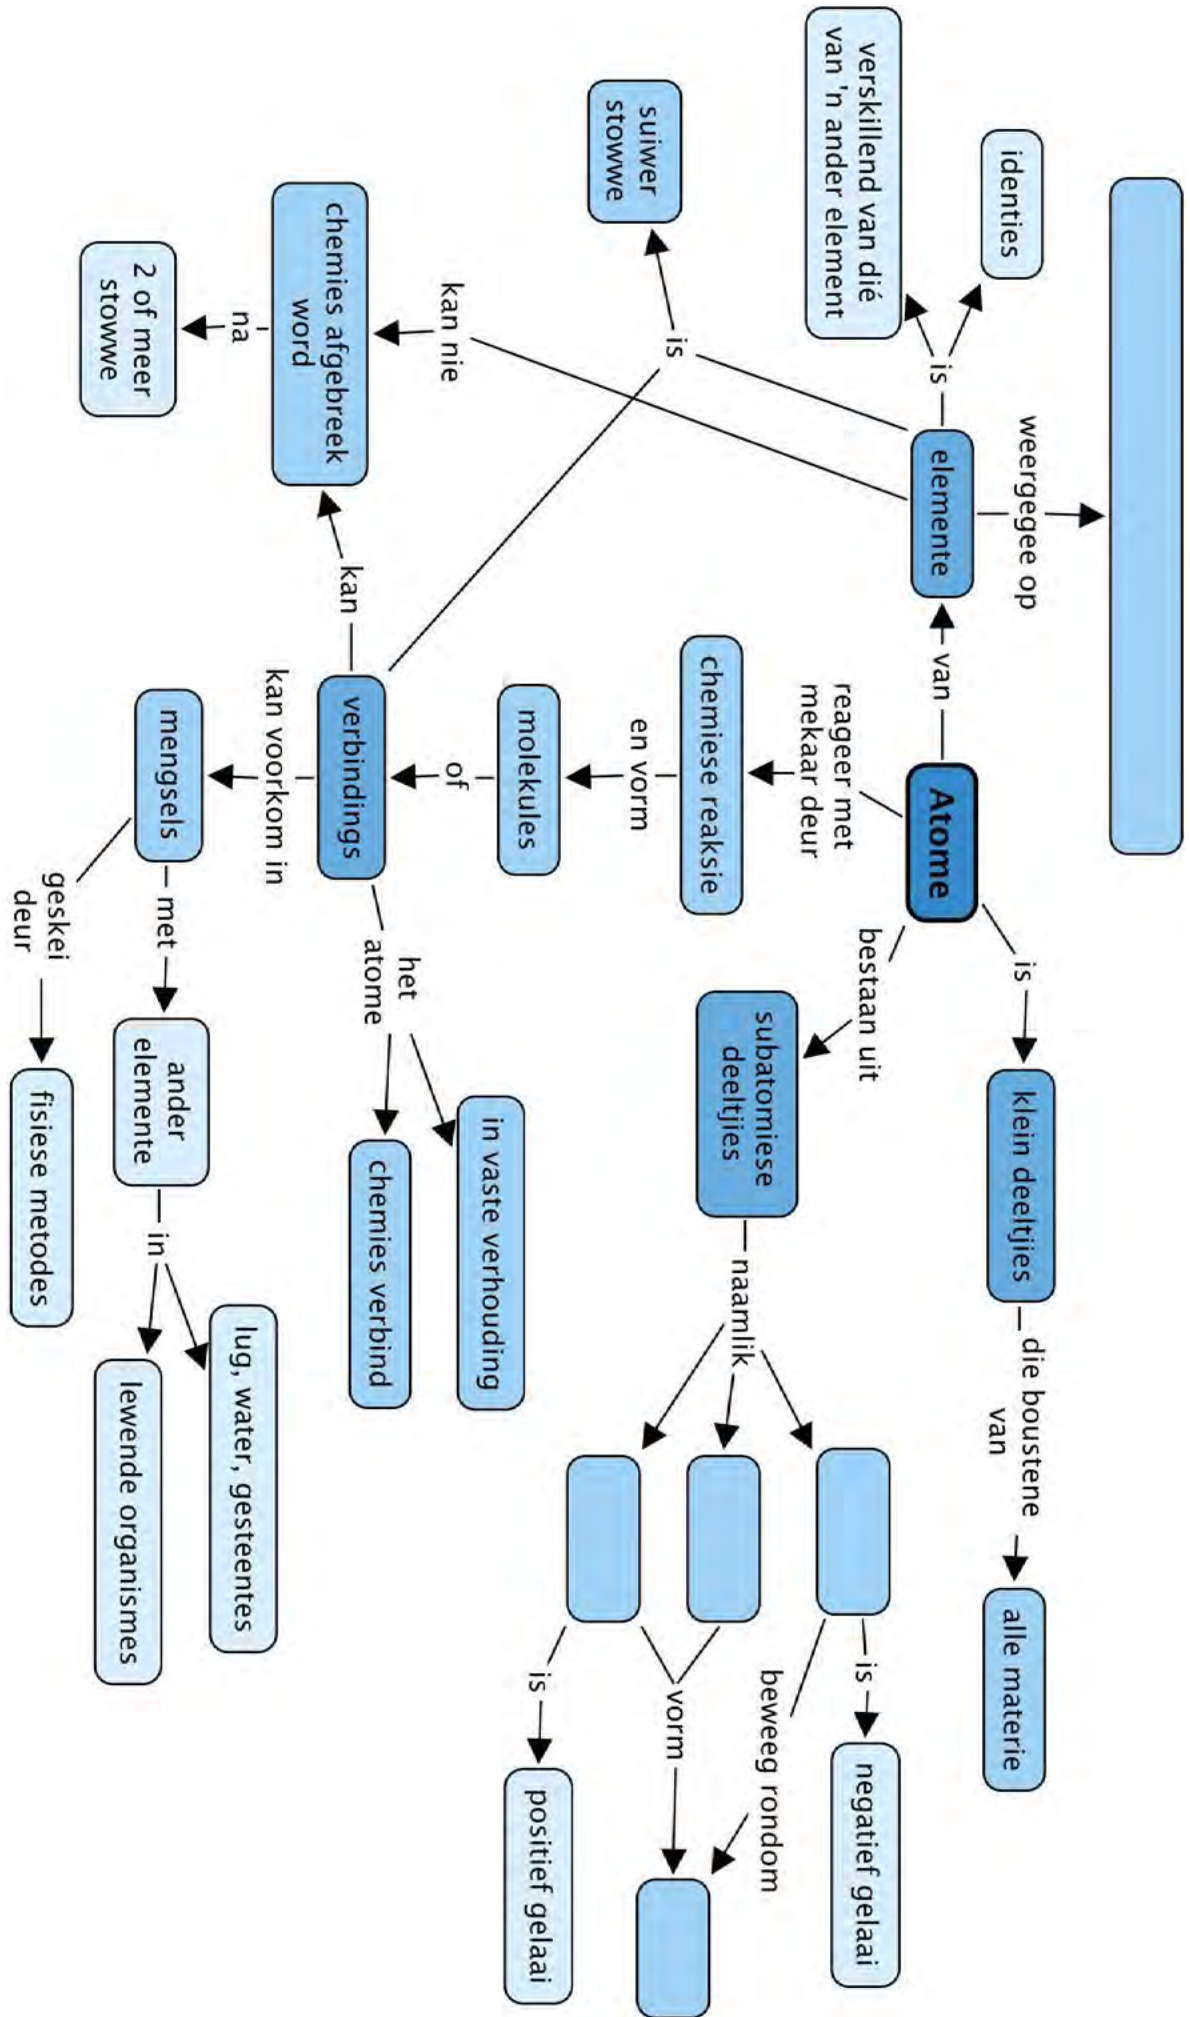 identies
verskillend van dié
van 'n ander element
is
weergegee op
elemente
van
Atome
is
klein deeltjies
die boustene
van
alle materie
suiwer
stowwe
is
kan nie
chemies afgebreek
word
na
2 of meer
stowwe
kan
reageer met
mekaar deur
chemiese reaksie
en vorm
molekules
of
verbindings
kan voorkom in
mengsels
bestaan uit
subatomiese
deeltjies
naamlik
is
negatief gelaai
beweeg rondom
vorm
is
positief gelaai
het
atome
in vaste verhouding
chemies verbind
met
ander
elemente
in
lug, water, gesteentes
lewende organismes
geskei
deur
fisiese metodes